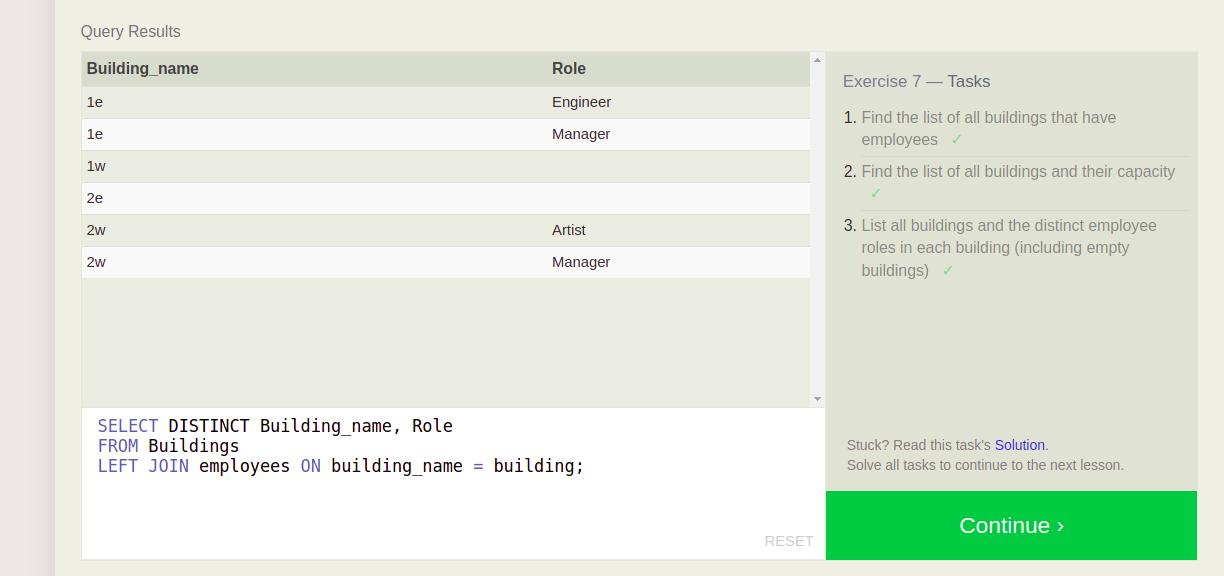 Query Results
Building_name Role
1e Engineer
1e Manager
1w
2e
2w Artist
2w Manager
SELECT DISTINCT Building_name, Role
FROM Buildings
LEFT JOIN employees ON building_name = building;
RESET
Exercise 7 — Tasks
1. Find the list of all buildings that have
employees ✓
2. Find the list of all buildings and their capacity
✓
3. List all buildings and the distinct employee
roles in each building (including empty
buildings) ✓
Stuck? Read this task's Solution.
Solve all tasks to continue to the next lesson.
Continue ›